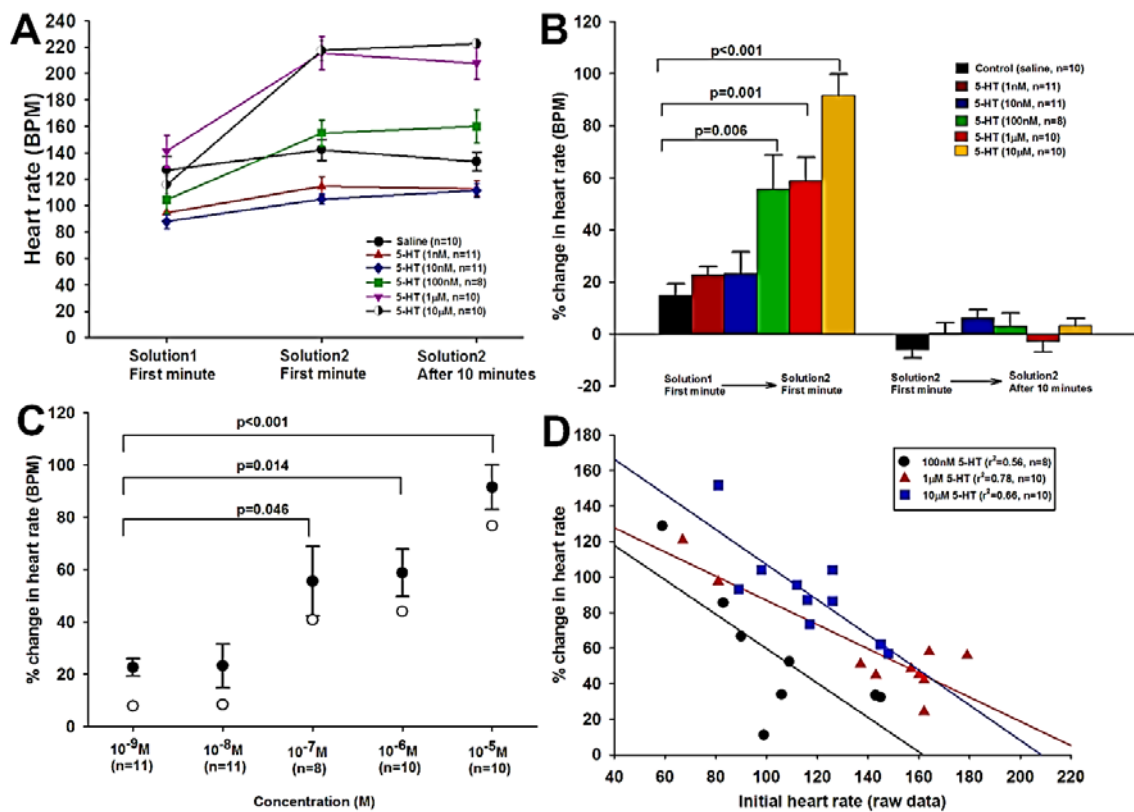 A
Heart rate (BPM)
240
220
200
180
160
140
120
100
80
60
40
20
0
Saline (n=10)
5-HT (1nM, n=11)
5-HT (10nM, n=11)
5-HT (100nM, n=8)
5-HT (1µM, n=10)
5-HT (10µM, n=10)
Solution1
First minute
Solution2
First minute
Solution2
After 10 minutes
B
% change in heart rate (BPM)
120
100
80
60
40
20
0
-20
p<0.001
p=0.001
p=0.006
Control (saline, n=10)
5-HT (1nM, n=11)
5-HT (10nM, n=11)
5-HT (100nM, n=8)
5-HT (1µM, n=10)
5-HT (10µM, n=10)
Solution1
First minute
Solution2
First minute
Solution2
First minute
Solution2
After 10 minutes
C
% change in heart rate (BPM)
120
100
80
60
40
20
0
p<0.001
p=0.014
p=0.046
10⁻⁹M
(n=11)
10⁻⁸M
(n=11)
10⁻⁷M
(n=8)
10⁻⁶M
(n=10)
10⁻⁵M
(n=10)
Concentration (M)
D
% change in heart rate
180
160
140
120
100
80
60
40
20
0
100nM 5-HT (r²=0.56, n=8)
1µM 5-HT (r²=0.78, n=10)
10µM 5-HT (r²=0.66, n=10)
40 60 80 100 120 140 160 180 200 220
Initial heart rate (raw data)